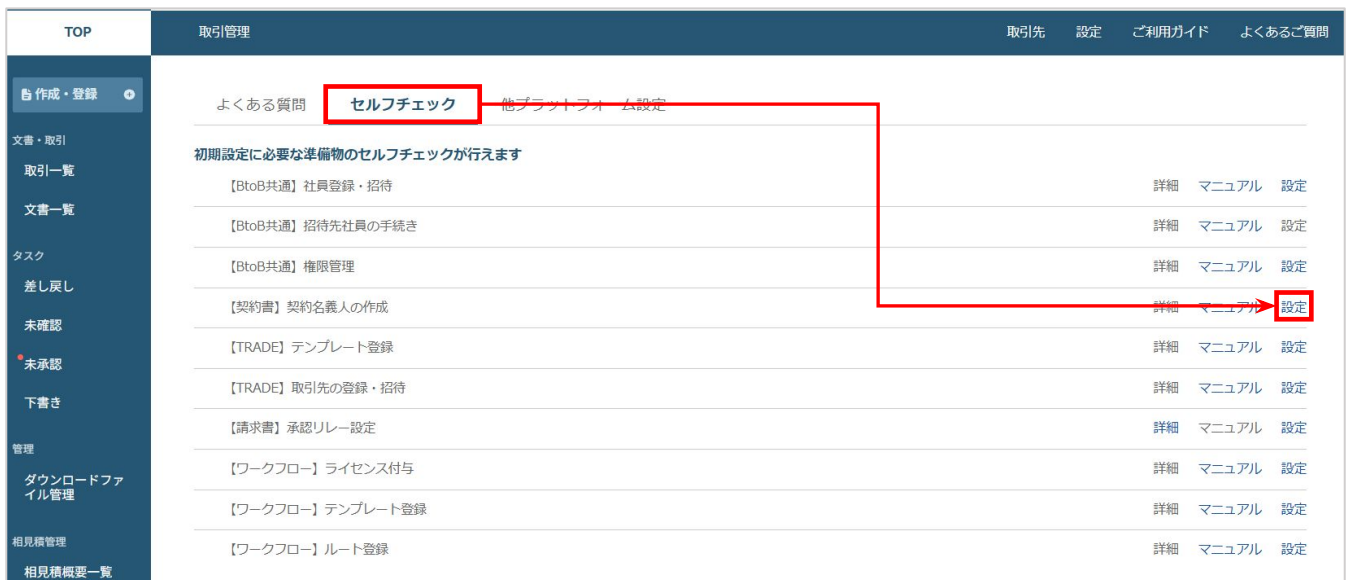 TOP
取引管理
取引先 設定 ご利用ガイド よくあるご質問
作成・登録
文書・取引
取引一覧
文書一覧
タスク
差し戻し
未確認
未承認
下書き
管理
ダウンロードファ
イル管理
相見積管理
相見積概要一覧
よくある質問 セルフチェック 他プラットフォーム設定
初期設定に必要な準備物のセルフチェックが行えます
【BtoB共通】社員登録・招待 詳細 マニュアル 設定
【BtoB共通】招待先社員の手続き 詳細 マニュアル 設定
【BtoB共通】権限管理 詳細 マニュアル 設定
【契約書】契約名義人の作成 詳細 マニュアル 設定
【TRADE】テンプレート登録 詳細 マニュアル 設定
【TRADE】取引先の登録・招待 詳細 マニュアル 設定
【請求書】承認リレー設定 詳細 マニュアル 設定
【ワークフロー】ライセンス付与 詳細 マニュアル 設定
【ワークフロー】テンプレート登録 詳細 マニュアル 設定
【ワークフロー】ルート登録 詳細 マニュアル 設定